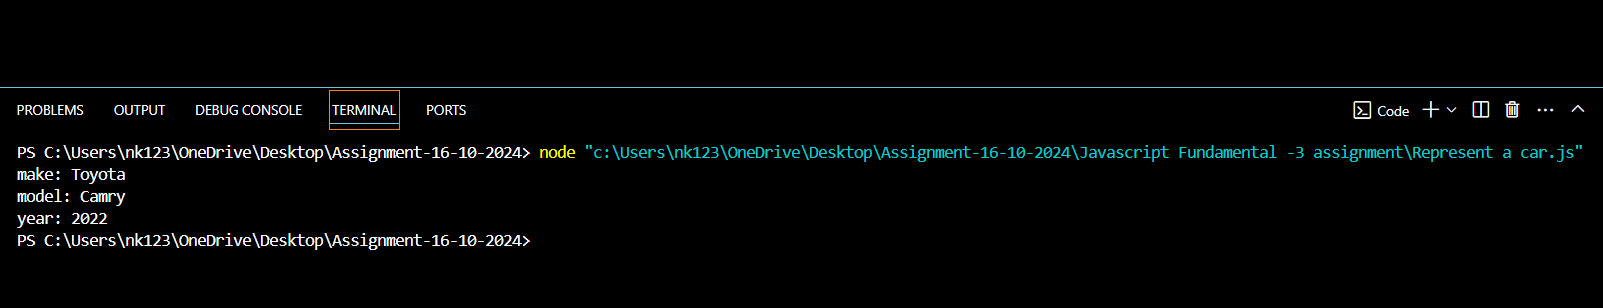 PROBLEMS OUTPUT DEBUG CONSOLE TERMINAL PORTS Code
PS C:\Users\nk123\OneDrive\Desktop\Assignment-16-10-2024> node "c:\Users\nk123\OneDrive\Desktop\Assignment-16-10-2024\Javascript Fundamental -3 assignment\Represent a car.js"
make: Toyota
model: Camry
year: 2022
PS C:\Users\nk123\OneDrive\Desktop\Assignment-16-10-2024>